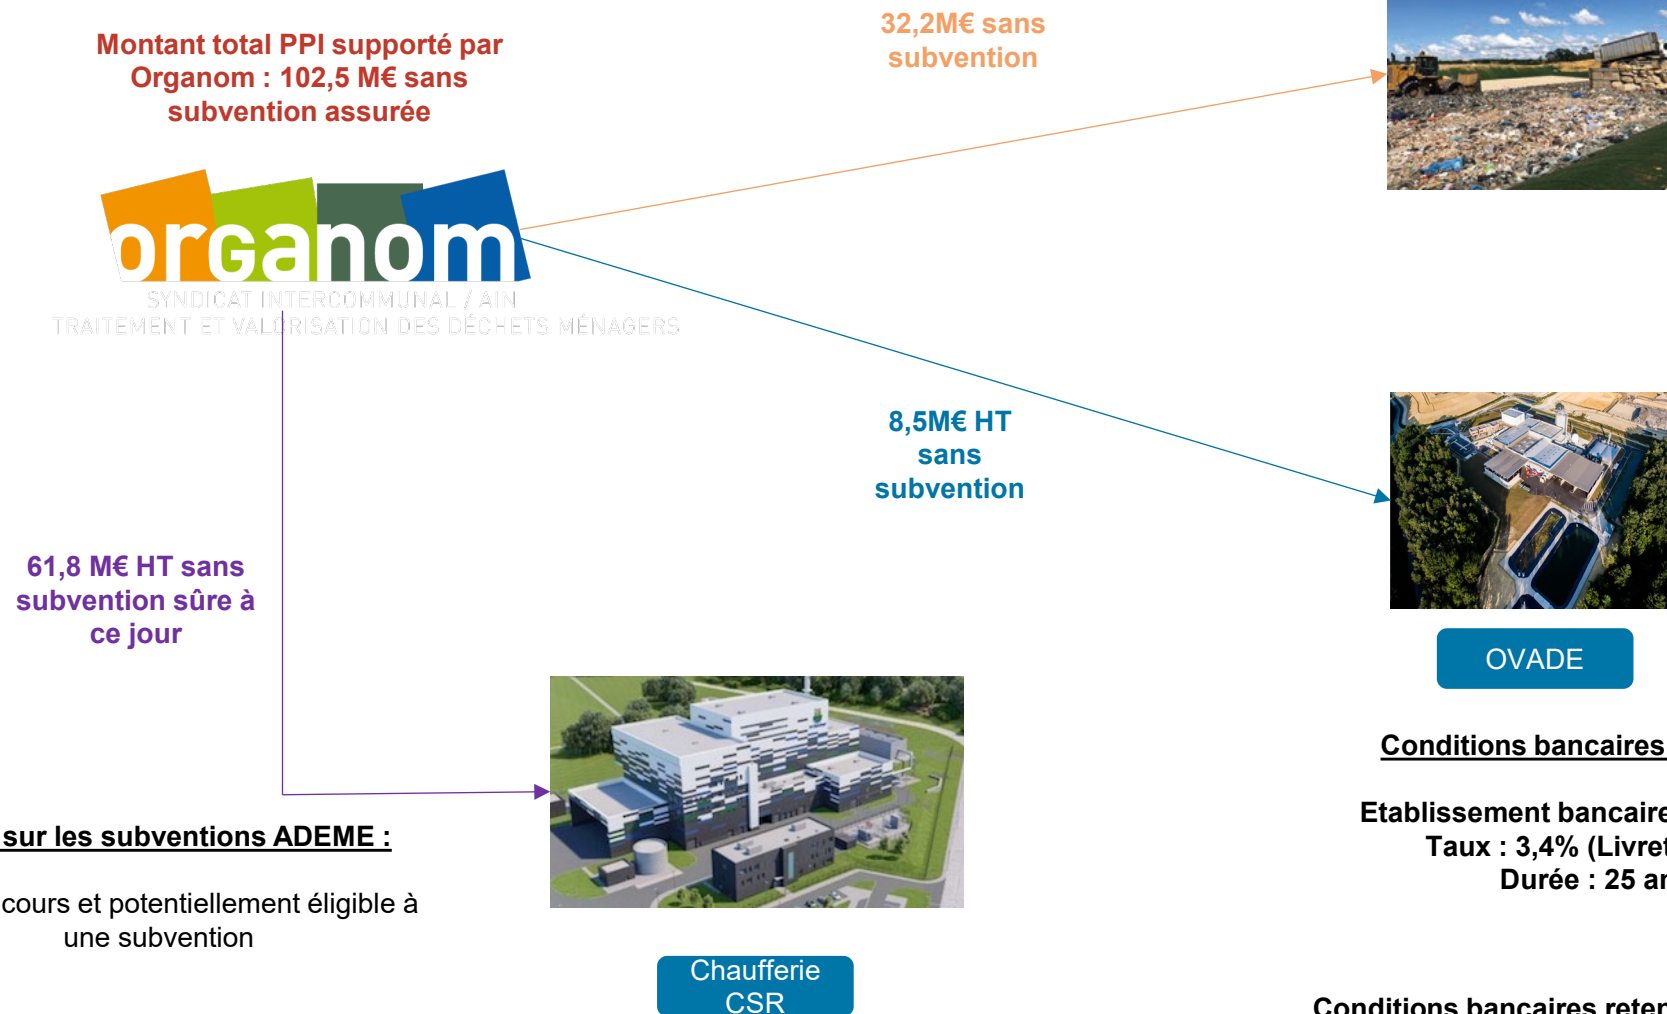 Montant total PPI supporté par
Organom : 102,5 M€ sans
subvention assurée
32,2M€ sans
subvention
organom
SYNDICAT INTERCOMMUNAL / AIN
TRAITEMENT ET VALORISATION DES DÉCHETS MÉNAGERS
8,5M€ HT
sans
subvention
61,8 M€ HT sans
subvention sûre à
ce jour
OVADE
sur les subventions ADEME :
cours et potentiellement éligible à
une subvention
Chaufferie
CSR
Conditions bancaires
Etablissement bancaire
Taux : 3,4% (Livret
Durée : 25 an
Conditions bancaires reten